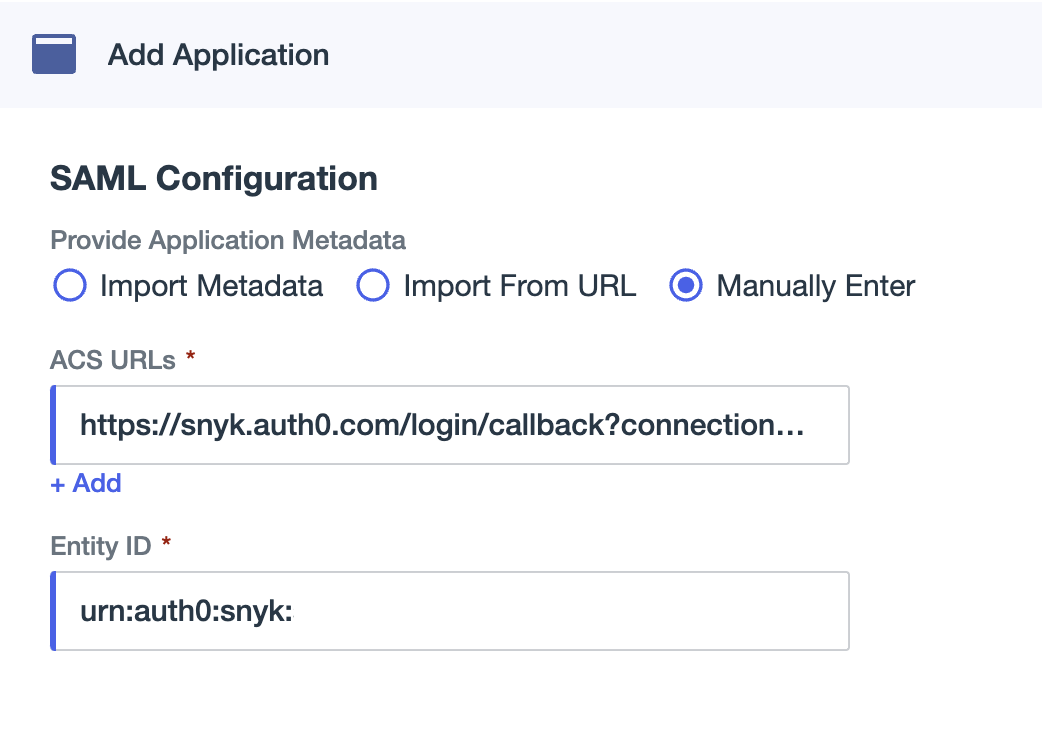 Add Application
SAML Configuration
Provide Application Metadata
Import Metadata Import From URL Manually Enter
ACS URLs *
https://snyk.auth0.com/login/callback?connection...
+ Add
Entity ID *
urn:auth0:snyk: